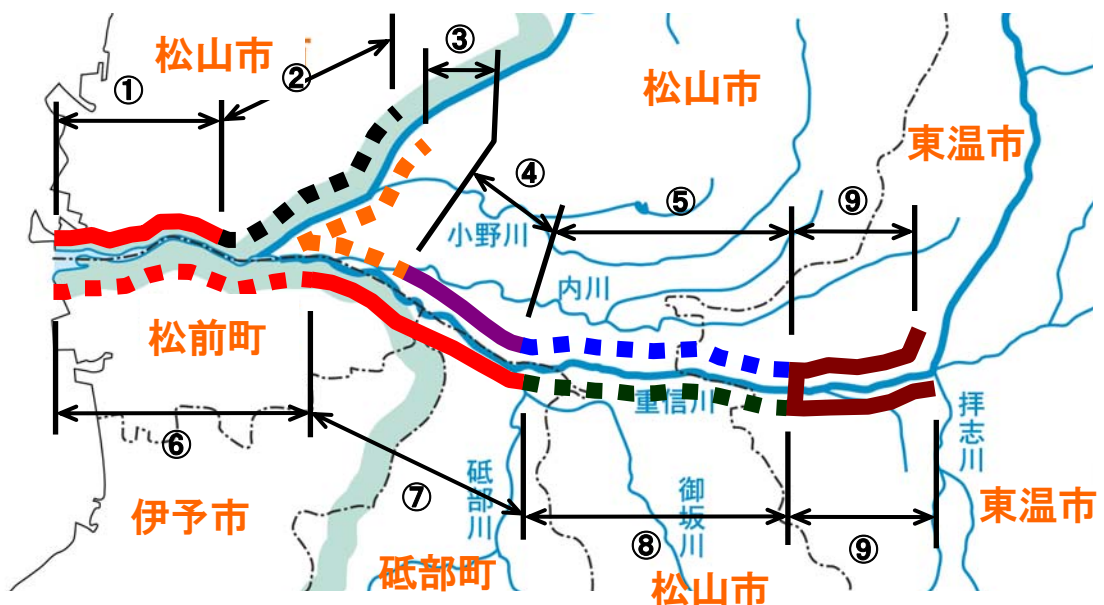 松山市
①
②
③
松山市
東温市
④
⑤
⑨
小野川
内川
松前町
重信川
拝志川
⑥
⑦
砥部川
御坂川
伊予市
東温市
⑧
⑨
砥部町
松山市